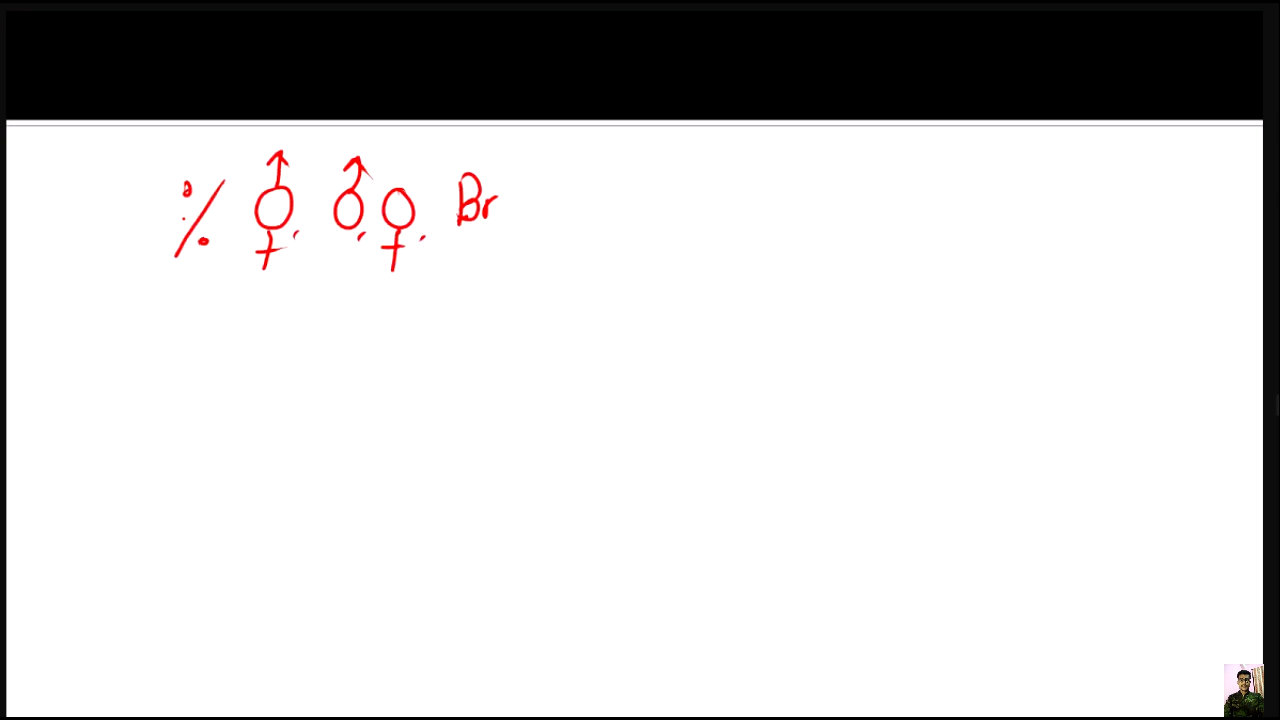 % ⚥, ♂ ♀, Br